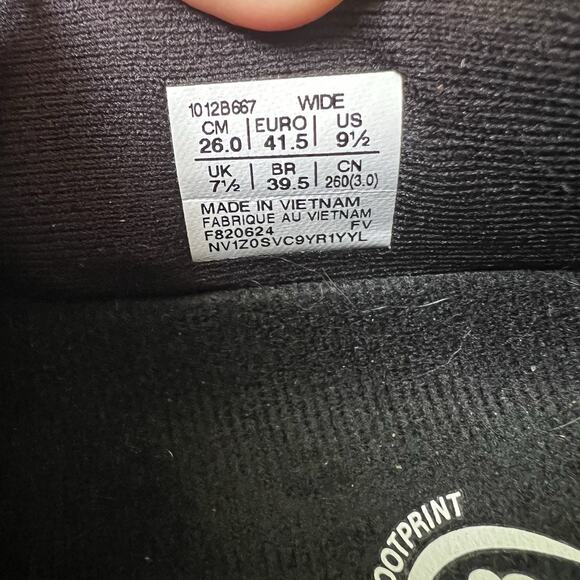 1012B667 WIDE
CM EURO US
26.0 41.5 9½
UK BR CN
7½ 39.5 260(3.0)
MADE IN VIETNAM
FABRIQUE AU VIETNAM
F820624 FV
NV1Z0SVC9YR1YYL